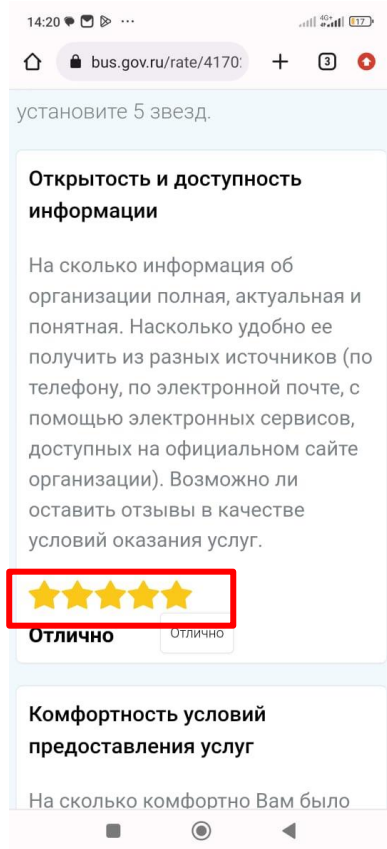 14:20
4G+
17
bus.gov.ru/rate/4170
3
установите 5 звезд.
Открытость и доступность
информации
На сколько информация об
организации полная, актуальная и
понятная. Насколько удобно ее
получить из разных источников (по
телефону, по электронной почте, с
помощью электронных сервисов,
доступных на официальном сайте
организации). Возможно ли
оставить отзывы в качестве
условий оказания услуг.
Отлично
Отлично
Комфортность условий
предоставления услуг
На сколько комфортно Вам было